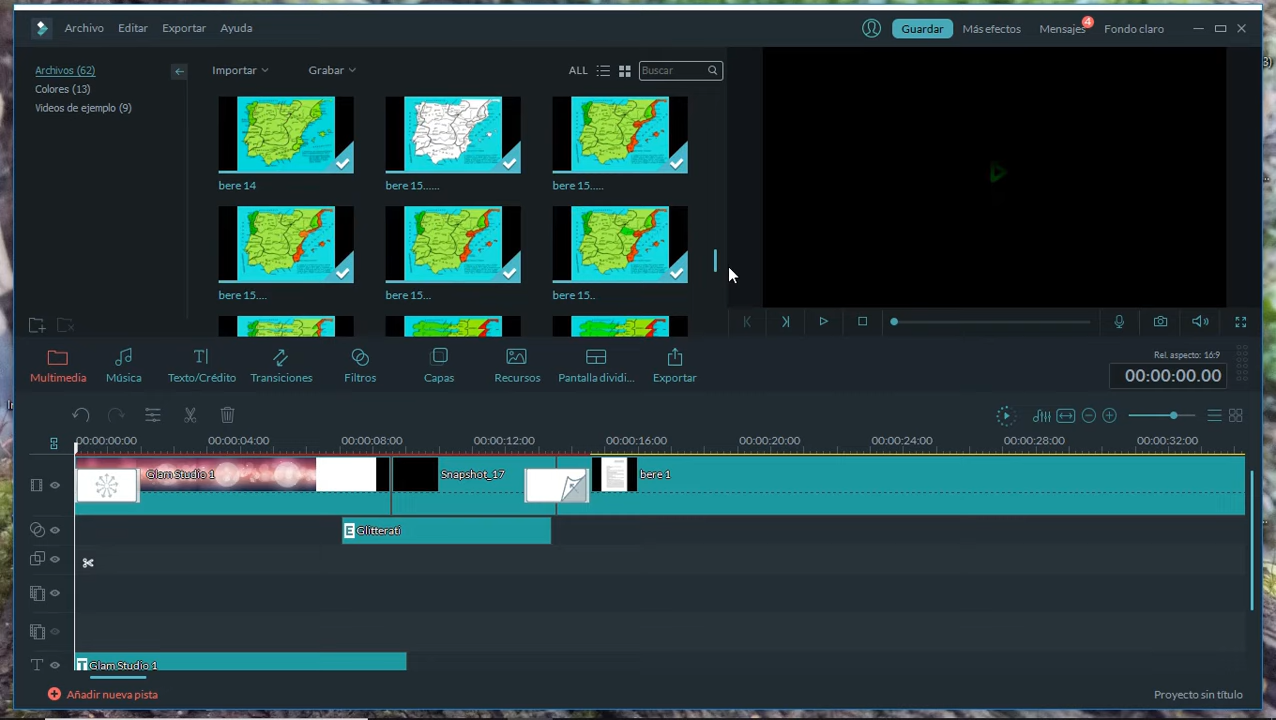 Archivo Editar Exportar Ayuda Guardar Más efectos Mensajes 4 Fondo claro
Archivos (62)
Colores (13)
Videos de ejemplo (9)
Importar Grabar ALL Buscar
bere 14 bere 15...... bere 15.....
bere 15.... bere 15... bere 15..
Multimedia Música Texto/Crédito Transiciones Filtros Capas Recursos Pantalla dividi... Exportar
Rel. aspecto: 16:9
00:00:00.00
00:00:00:00 00:00:04:00 00:00:08:00 00:00:12:00 00:00:16:00 00:00:20:00 00:00:24:00 00:00:28:00 00:00:32:00
Glam Studio 1 Snapshot_17 bere 1
E Glitterati
T Glam Studio 1
Añadir nueva pista Proyecto sin título